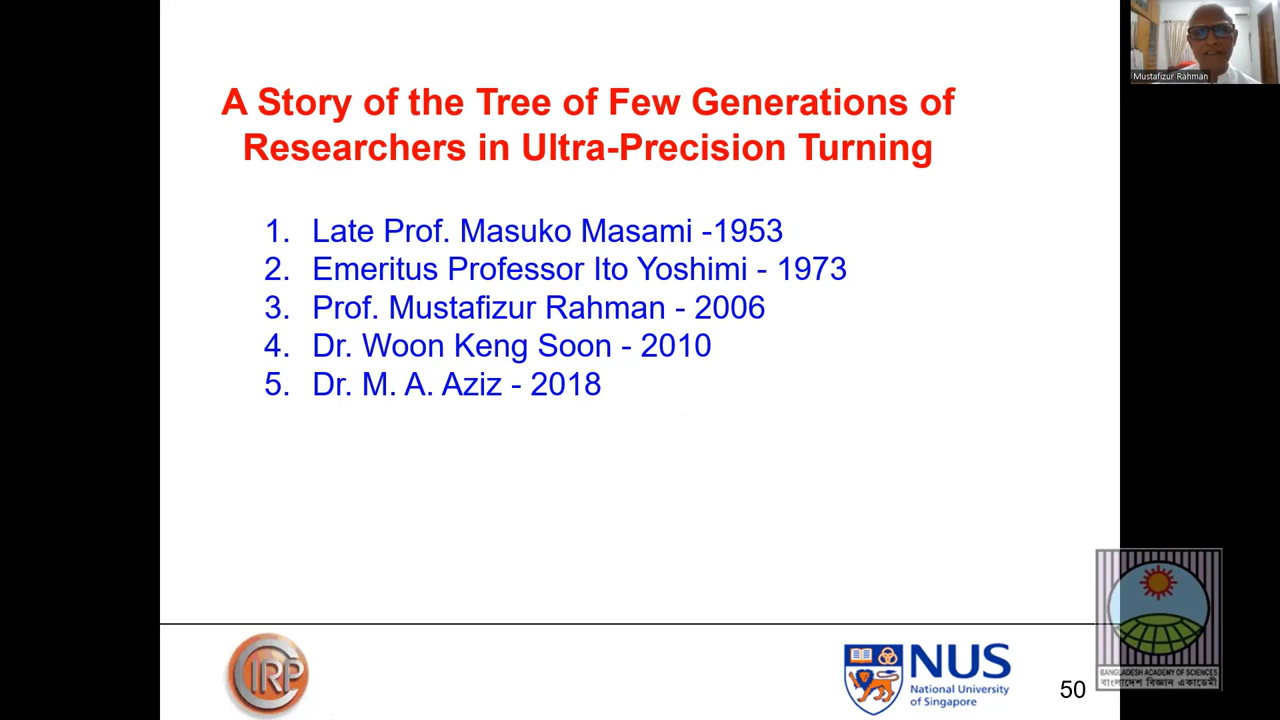 Mustafizur Rahman
A Story of the Tree of Few Generations of
Researchers in Ultra-Precision Turning
1. Late Prof. Masuko Masami -1953
2. Emeritus Professor Ito Yoshimi - 1973
3. Prof. Mustafizur Rahman - 2006
4. Dr. Woon Keng Soon - 2010
5. Dr. M. A. Aziz - 2018
CIRP
NUS
National University
of Singapore
50
BANGLADESH ACADEMY OF SCIENCES
বাংলাদেশ বিজ্ঞান একাডেমী